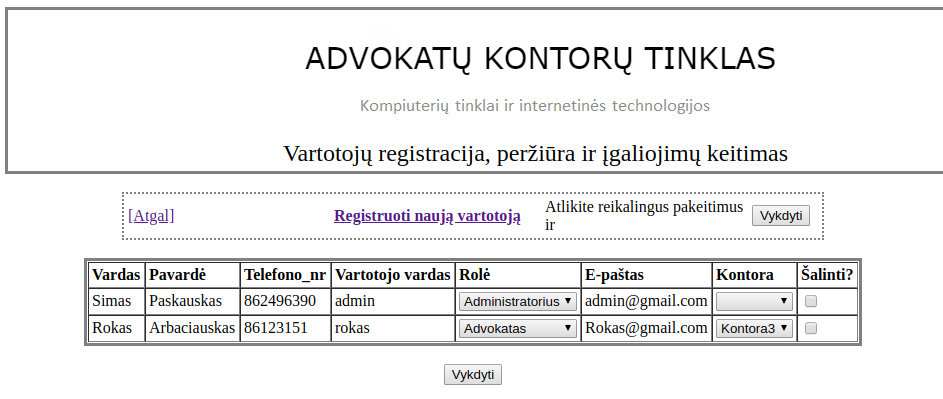 ADVOKATŲ KONTORŲ TINKLAS
Kompiuterių tinklai ir internetinės technologijos
Vartotojų registracija, peržiūra ir įgaliojimų keitimas
[Atgal] Registruoti naują vartotoją Atlikite reikalingus pakeitimus
ir Vykdyti
Vardas Pavardė Telefono_nr Vartotojo vardas Rolė E-paštas Kontora Šalinti?
Simas Paskauskas 862496390 admin Administratorius admin@gmail.com
Rokas Arbaciauskas 86123151 rokas Advokatas Rokas@gmail.com Kontora3
Vykdyti